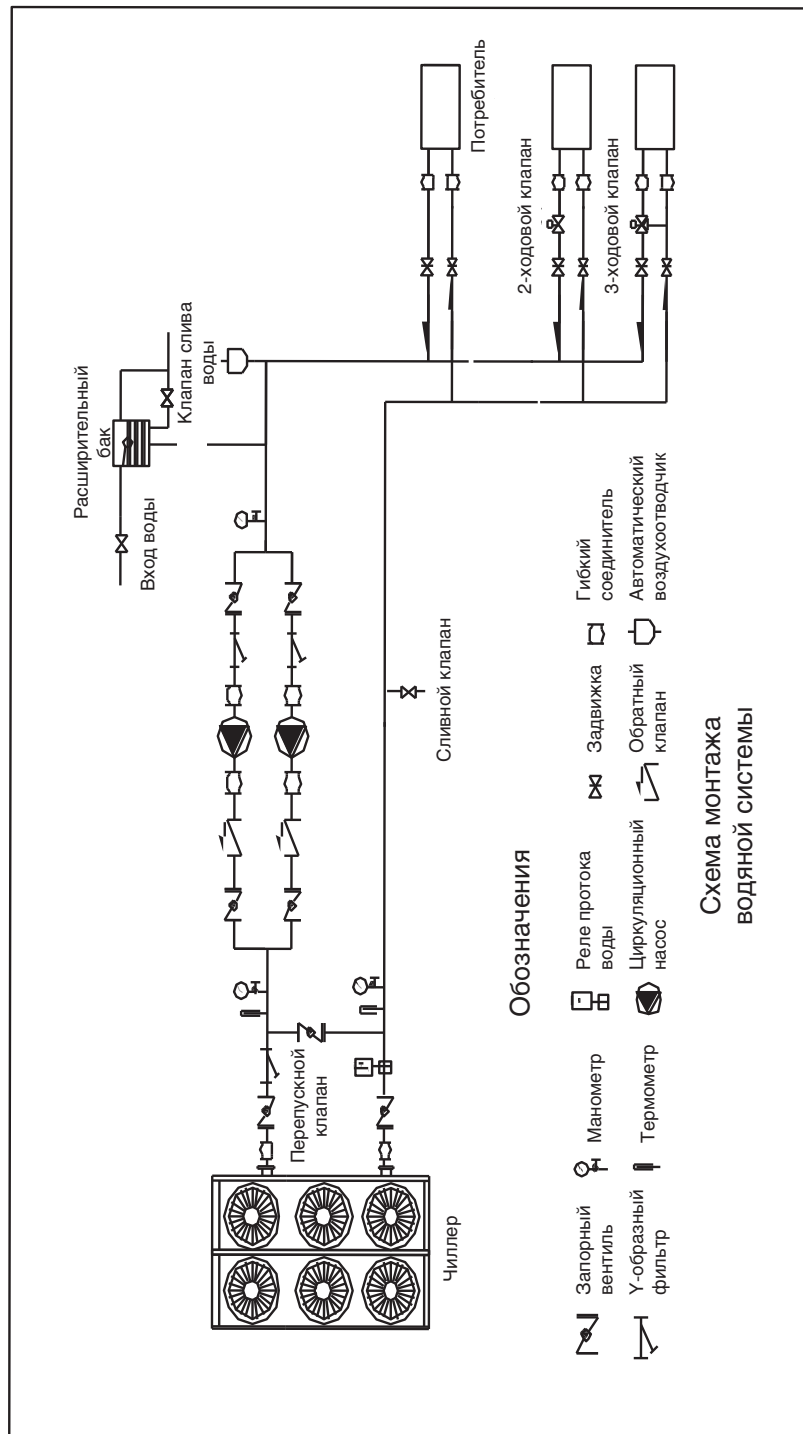 Расширительный
бак
Вход воды
Клапан слива
воды
Потребитель
2-ходовой клапан
3-ходовой клапан
Сливной клапан
Перепускной
клапан
Чиллер
Обозначения
Запорный
вентиль
Манометр
Реле протока
воды
Задвижка
Гибкий
соединитель
Y-образный
фильтр
Термометр
Циркуляционный
насос
Обратный
клапан
Автоматический
воздухоотводчик
Схема монтажа
водяной системы